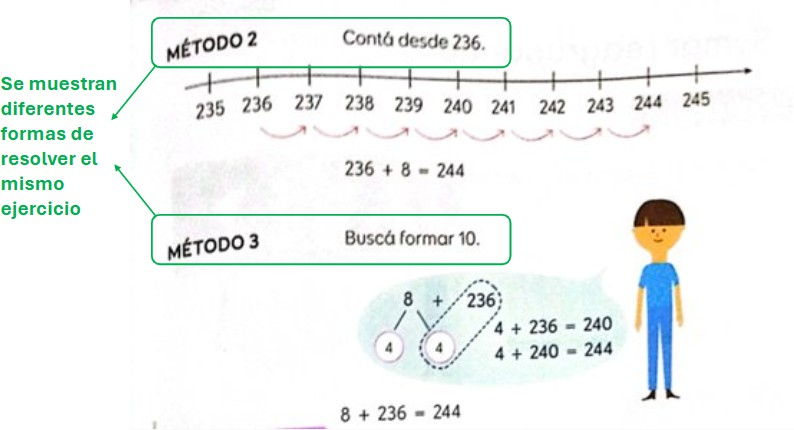 MÉTODO 2
Contá desde 236.
Se muestran
diferentes
formas de
resolver el
mismo
ejercicio
235 236 237 238 239 240 241 242 243 244 245
236 + 8 = 244
MÉTODO 3
Buscá formar 10.
8 + 236
4 4
4 + 236 = 240
4 + 240 = 244
8 + 236 = 244